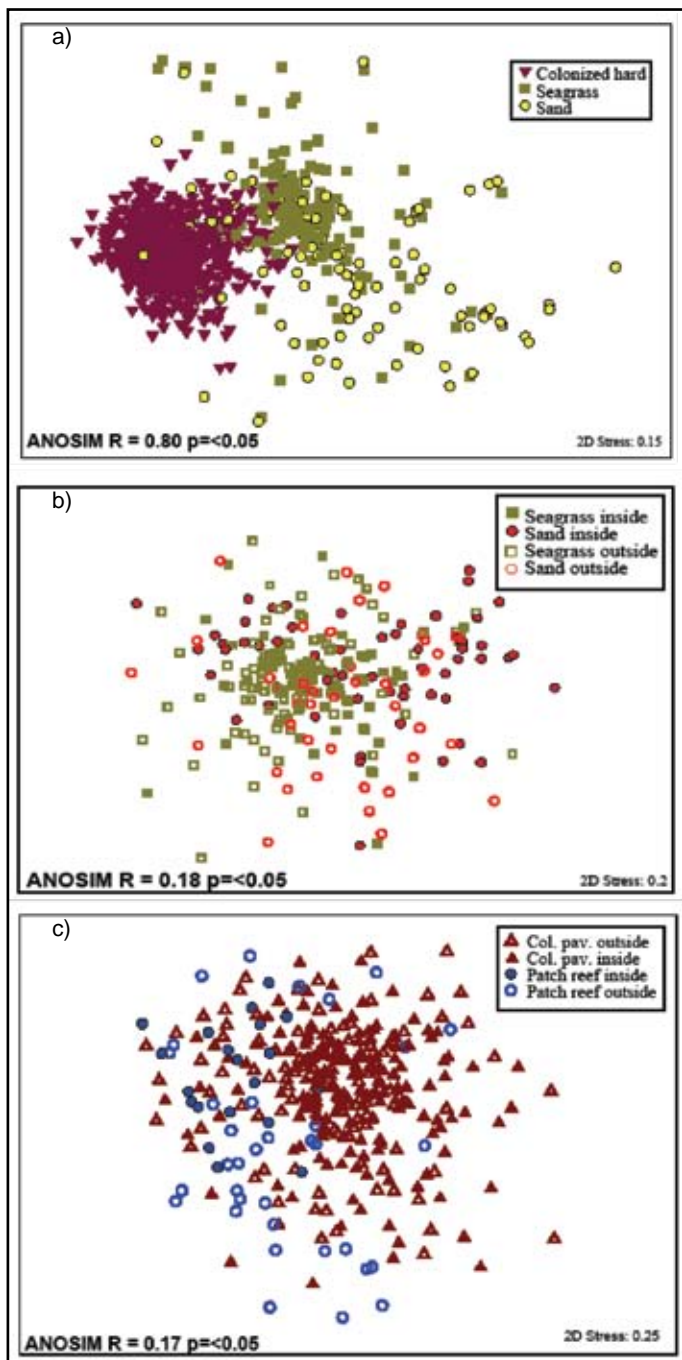 a)
Colonized hard
Seagrass
Sand
ANOSIM R = 0.80 p=<0.05
2D Stress: 0.15
b)
Seagrass inside
Sand inside
Seagrass outside
Sand outside
ANOSIM R = 0.18 p=<0.05
2D Stress: 0.2
c)
Col. pav. outside
Col. pav. inside
Patch reef inside
Patch reef outside
ANOSIM R = 0.17 p=<0.05
2D Stress: 0.25